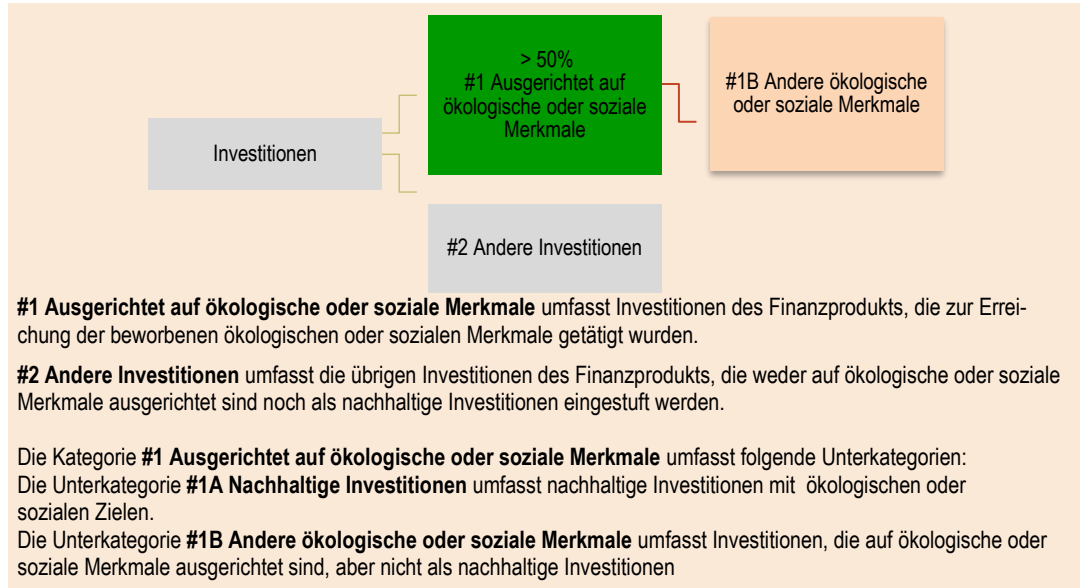 > 50%
#1 Ausgerichtet auf
ökologische oder soziale
Merkmale
#1B Andere ökologische
oder soziale Merkmale
Investitionen
#2 Andere Investitionen
#1 Ausgerichtet auf ökologische oder soziale Merkmale umfasst Investitionen des Finanzprodukts, die zur Errei-
chung der beworbenen ökologischen oder sozialen Merkmale getätigt wurden.
#2 Andere Investitionen umfasst die übrigen Investitionen des Finanzprodukts, die weder auf ökologische oder soziale
Merkmale ausgerichtet sind noch als nachhaltige Investitionen eingestuft werden.
Die Kategorie #1 Ausgerichtet auf ökologische oder soziale Merkmale umfasst folgende Unterkategorien:
Die Unterkategorie #1A Nachhaltige Investitionen umfasst nachhaltige Investitionen mit ökologischen oder
sozialen Zielen.
Die Unterkategorie #1B Andere ökologische oder soziale Merkmale umfasst Investitionen, die auf ökologische oder
soziale Merkmale ausgerichtet sind, aber nicht als nachhaltige Investitionen